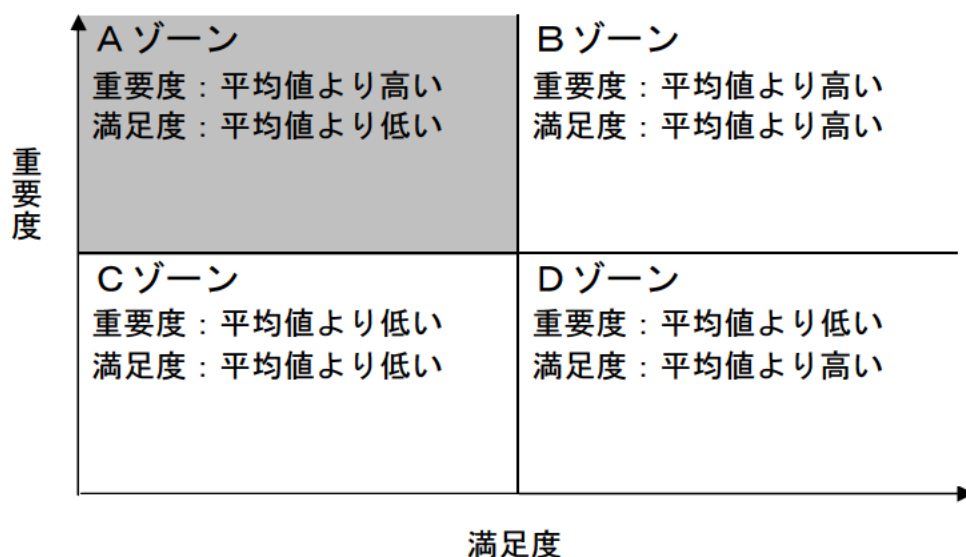 Ａゾーン
重要度：平均値より高い
満足度：平均値より低い
Ｂゾーン
重要度：平均値より高い
満足度：平均値より高い
重要度
Ｃゾーン
重要度：平均値より低い
満足度：平均値より低い
Ｄゾーン
重要度：平均値より低い
満足度：平均値より高い
満足度